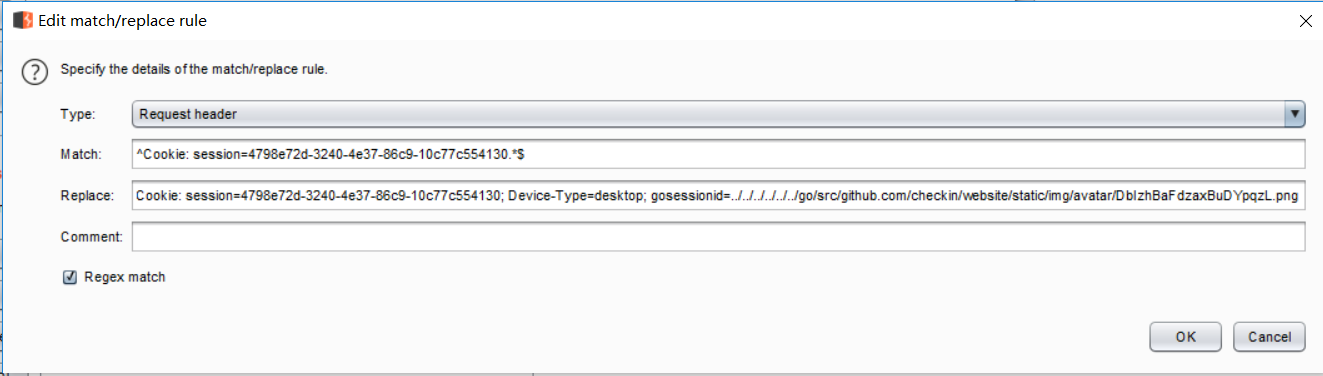 Edit match/replace rule
Specify the details of the match/replace rule.
Type: Request header
Match: ^Cookie: session=4798e72d-3240-4e37-86c9-10c77c554130.*$
Replace: Cookie: session=4798e72d-3240-4e37-86c9-10c77c554130; Device-Type=desktop; gosessionid=../../../../../../go/src/github.com/checkin/website/static/img/avatar/DbIzhBaFdzaxBuDYpqzL.png
Comment:
Regex match
OK Cancel